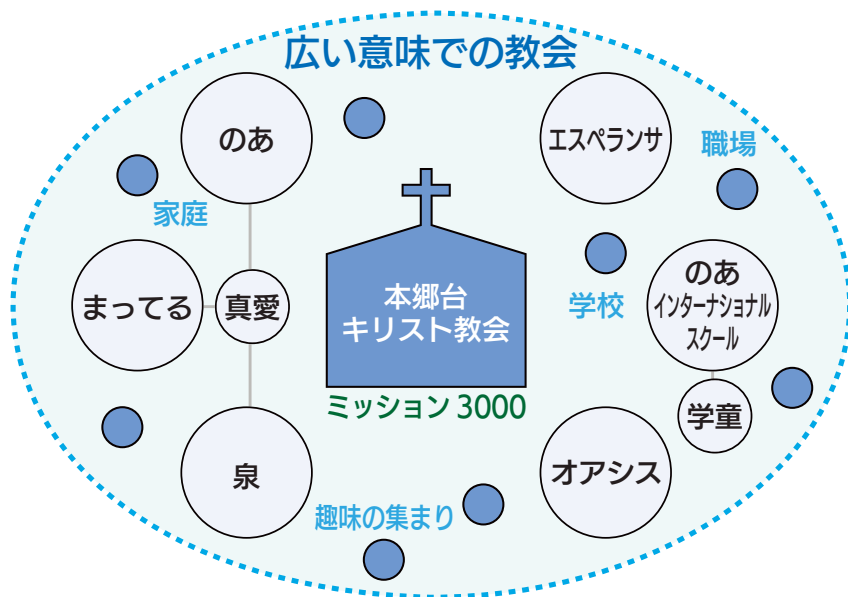 広い意味での教会
のあ
エスペランサ
職場
家庭
学校
まってる
真愛
本郷台
キリスト教会
ミッション 3000
のあ
インターナショナル
スクール
学童
泉
オアシス
趣味の集まり